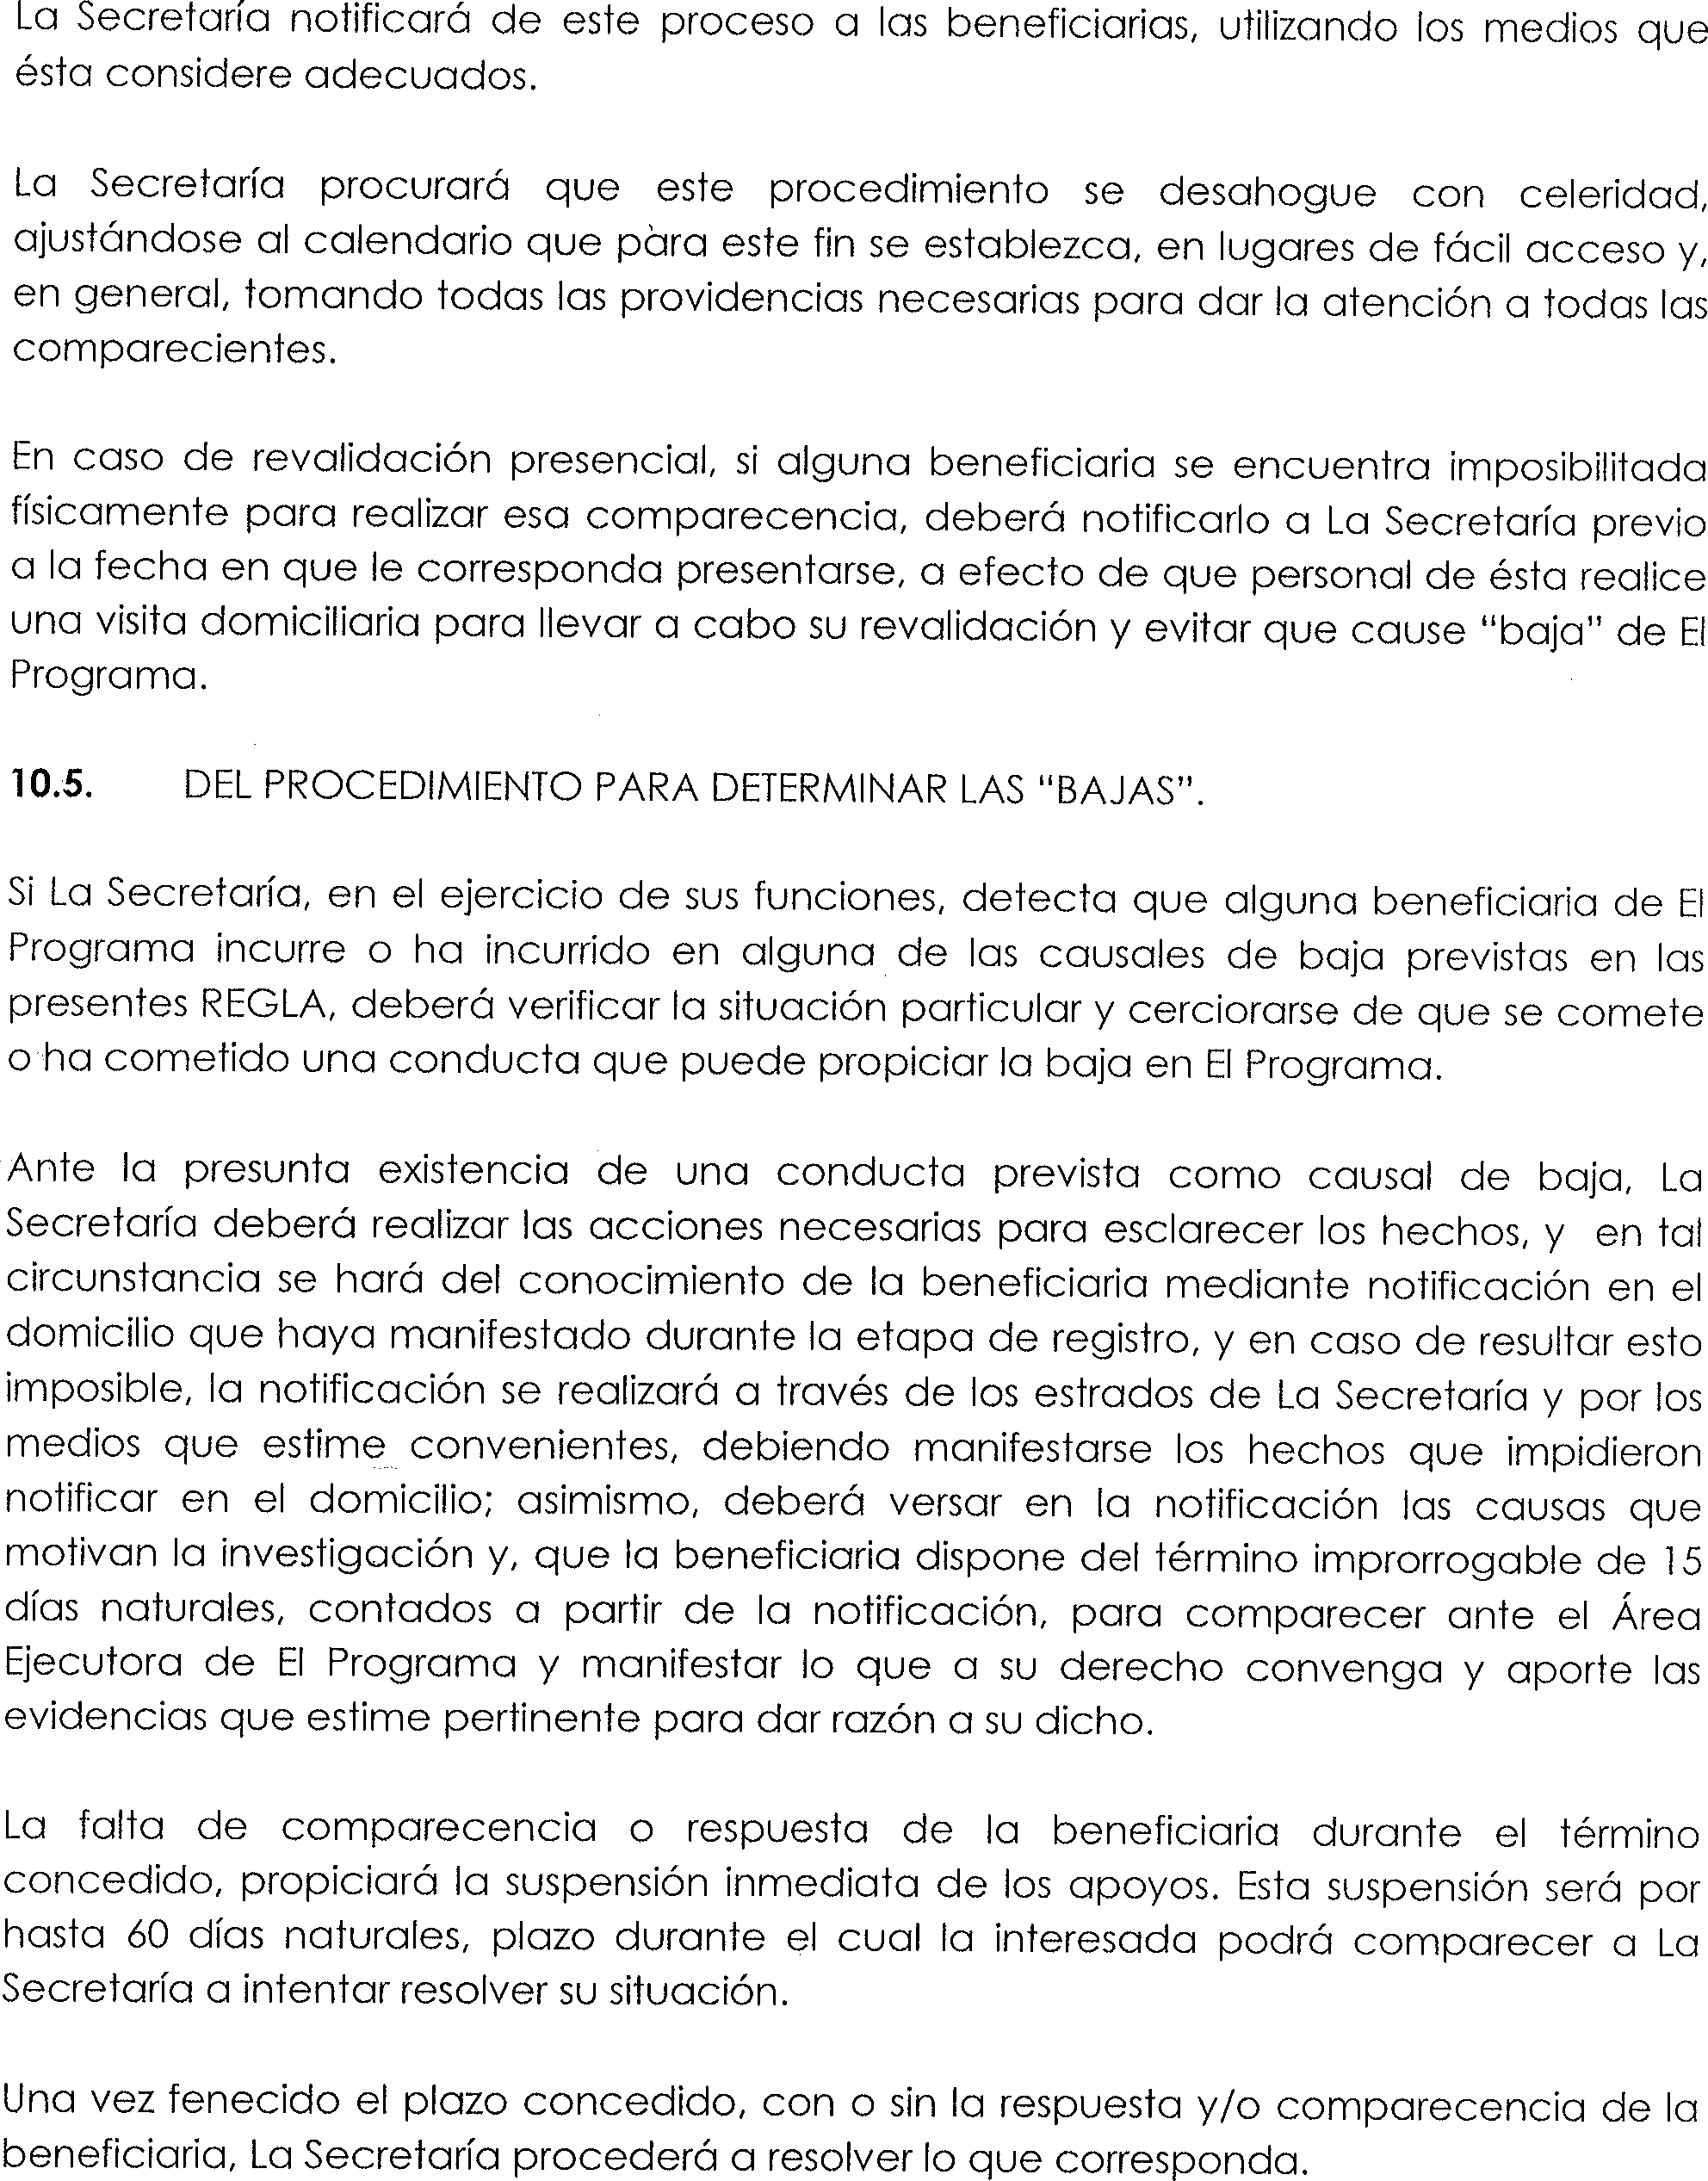 La Secretaría notificará de este proceso a las beneficiarias, utilizando los medios que
ésta considere adecuados.
La Secretaría procurará que este procedimiento se desahogue con celeridad,
ajustándose al calendario que para este fin se establezca, en lugares de fácil acceso y,
en general, tomando todas las providencias necesarias para dar la atención a todas las
comparecientes.
En caso de revalidación presencial, si alguna beneficiaria se encuentra imposibilitada
físicamente para realizar esa comparecencia, deberá notificarlo a La Secretaría previo
a la fecha en que le corresponda presentarse, a efecto de que personal de ésta realice
una visita domiciliaria para llevar a cabo su revalidación y evitar que cause "baja" de El
Programa.
10.5. DEL PROCEDIMIENTO PARA DETERMINAR LAS "BAJAS".
Si La Secretaría, en el ejercicio de sus funciones, detecta que alguna beneficiaria de El
Programa incurre o ha incurrido en alguna de las causales de baja previstas en las
presentes REGLA, deberá verificar la situación particular y cerciorarse de que se comete
o ha cometido una conducta que puede propiciar la baja en El Programa.
Ante la presunta existencia de una conducta prevista como causal de baja, La
Secretaría deberá realizar las acciones necesarias para esclarecer los hechos, y en tal
circunstancia se hará del conocimiento de la beneficiaria mediante notificación en el
domicilio que haya manifestado durante la etapa de registro, y en caso de resultar esto
imposible, la notificación se realizará a través de los estrados de La Secretaría y por los
medios que estime convenientes, debiendo manifestarse los hechos que impidieron
notificar en el domicilio; asimismo, deberá versar en la notificación las causas que
motivan la investigación y, que la beneficiaria dispone del término improrrogable de 15
días naturales, contados a partir de la notificación, para comparecer ante el Área
Ejecutora de El Programa y manifestar lo que a su derecho convenga y aporte las
evidencias que estime pertinente para dar razón a su dicho.
La falta de comparecencia o respuesta de la beneficiaria durante el término
concedido, propiciará la suspensión inmediata de los apoyos. Esta suspensión será por
hasta 60 días naturales, plazo durante el cual la interesada podrá comparecer a La
Secretaría a intentar resolver su situación.
Una vez fenecido el plazo concedido, con o sin la respuesta y/o comparecencia de la
beneficiaria, La Secretaría procederá a resolver lo que corresponda.